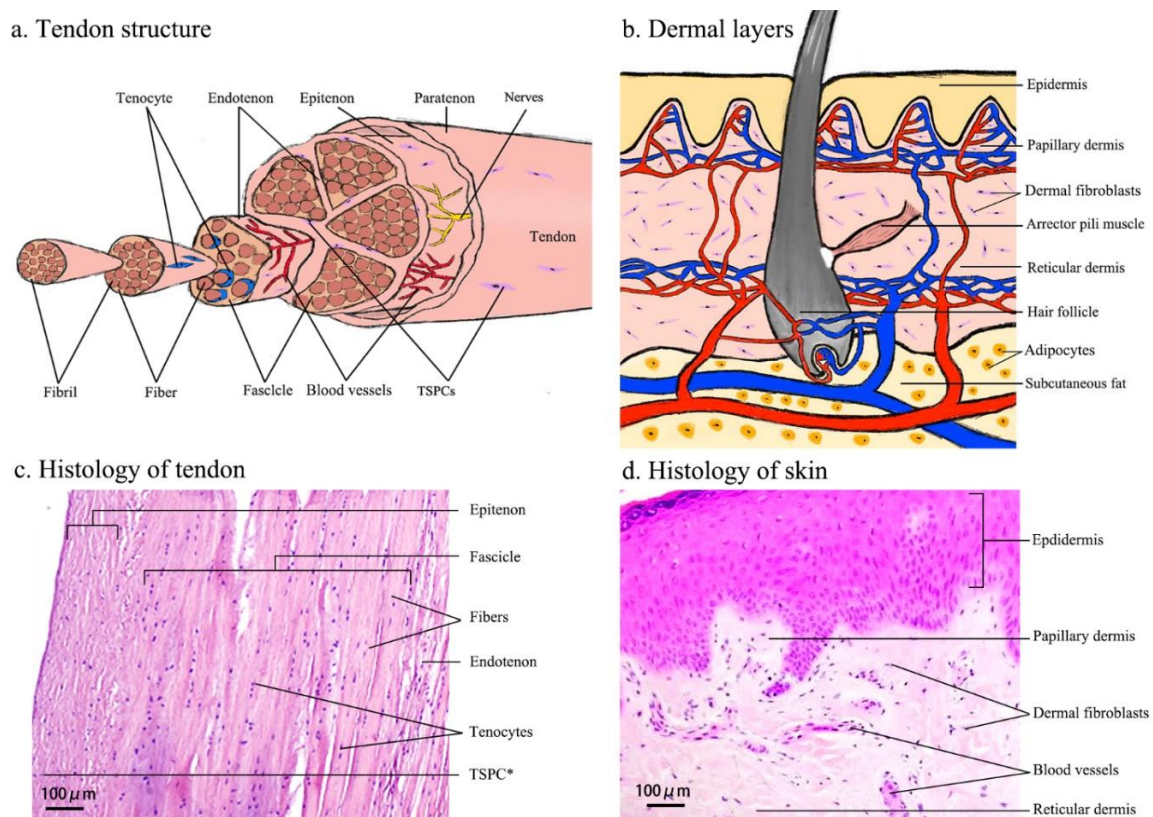 a. Tendon structure
Tenocyte Endotenon Epitenon Paratenon Nerves
Tendon
Fibril Fiber Fasclcle Blood vessels TSPCs
b. Dermal layers
Epidermis
Papillary dermis
Dermal fibroblasts
Arrector pili muscle
Reticular dermis
Hair follicle
Adipocytes
Subcutaneous fat
c. Histology of tendon
Epitenon
Fascicle
Fibers
Endotenon
Tenocytes
TSPC*
100 μm
d. Histology of skin
Epdidermis
Papillary dermis
Dermal fibroblasts
Blood vessels
Reticular dermis
100 μm